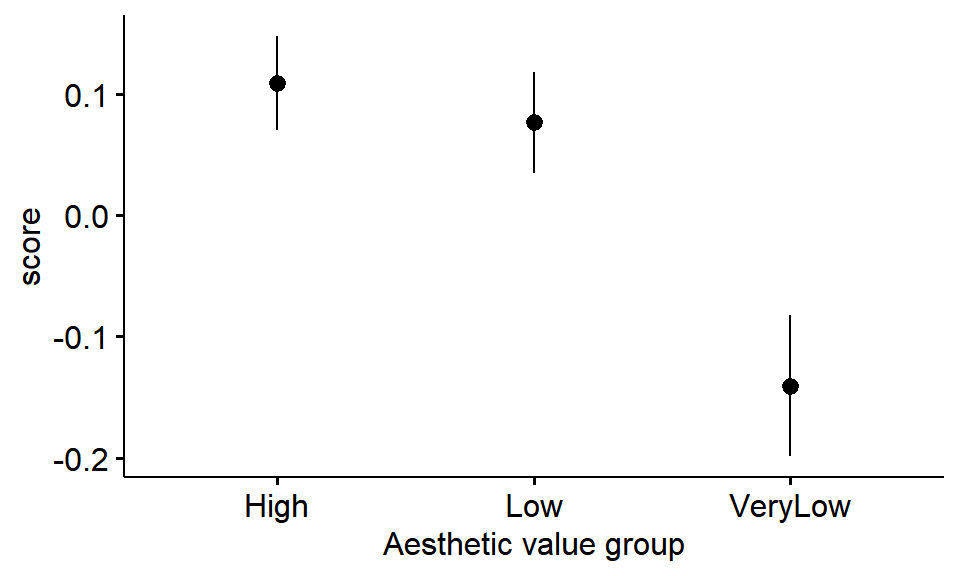 score
0.1
0.0
-0.1
-0.2
High Low VeryLow
Aesthetic value group